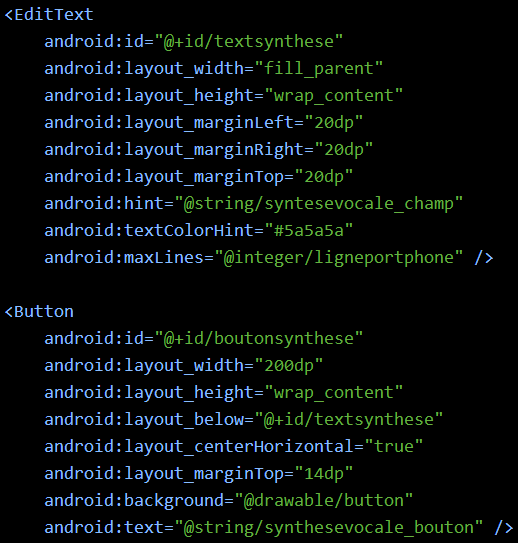 <EditText
android:id="@+id/textsynthese"
android:layout_width="fill_parent"
android:layout_height="wrap_content"
android:layout_marginLeft="20dp"
android:layout_marginRight="20dp"
android:layout_marginTop="20dp"
android:hint="@string/syntesevocale_champ"
android:textColorHint="#5a5a5a"
android:maxLines="@integer/ligneportphone" />
<Button
android:id="@+id/boutonsynthese"
android:layout_width="200dp"
android:layout_height="wrap_content"
android:layout_below="@+id/textsynthese"
android:layout_centerHorizontal="true"
android:layout_marginTop="14dp"
android:background="@drawable/button"
android:text="@string/synthesevocale_bouton" />